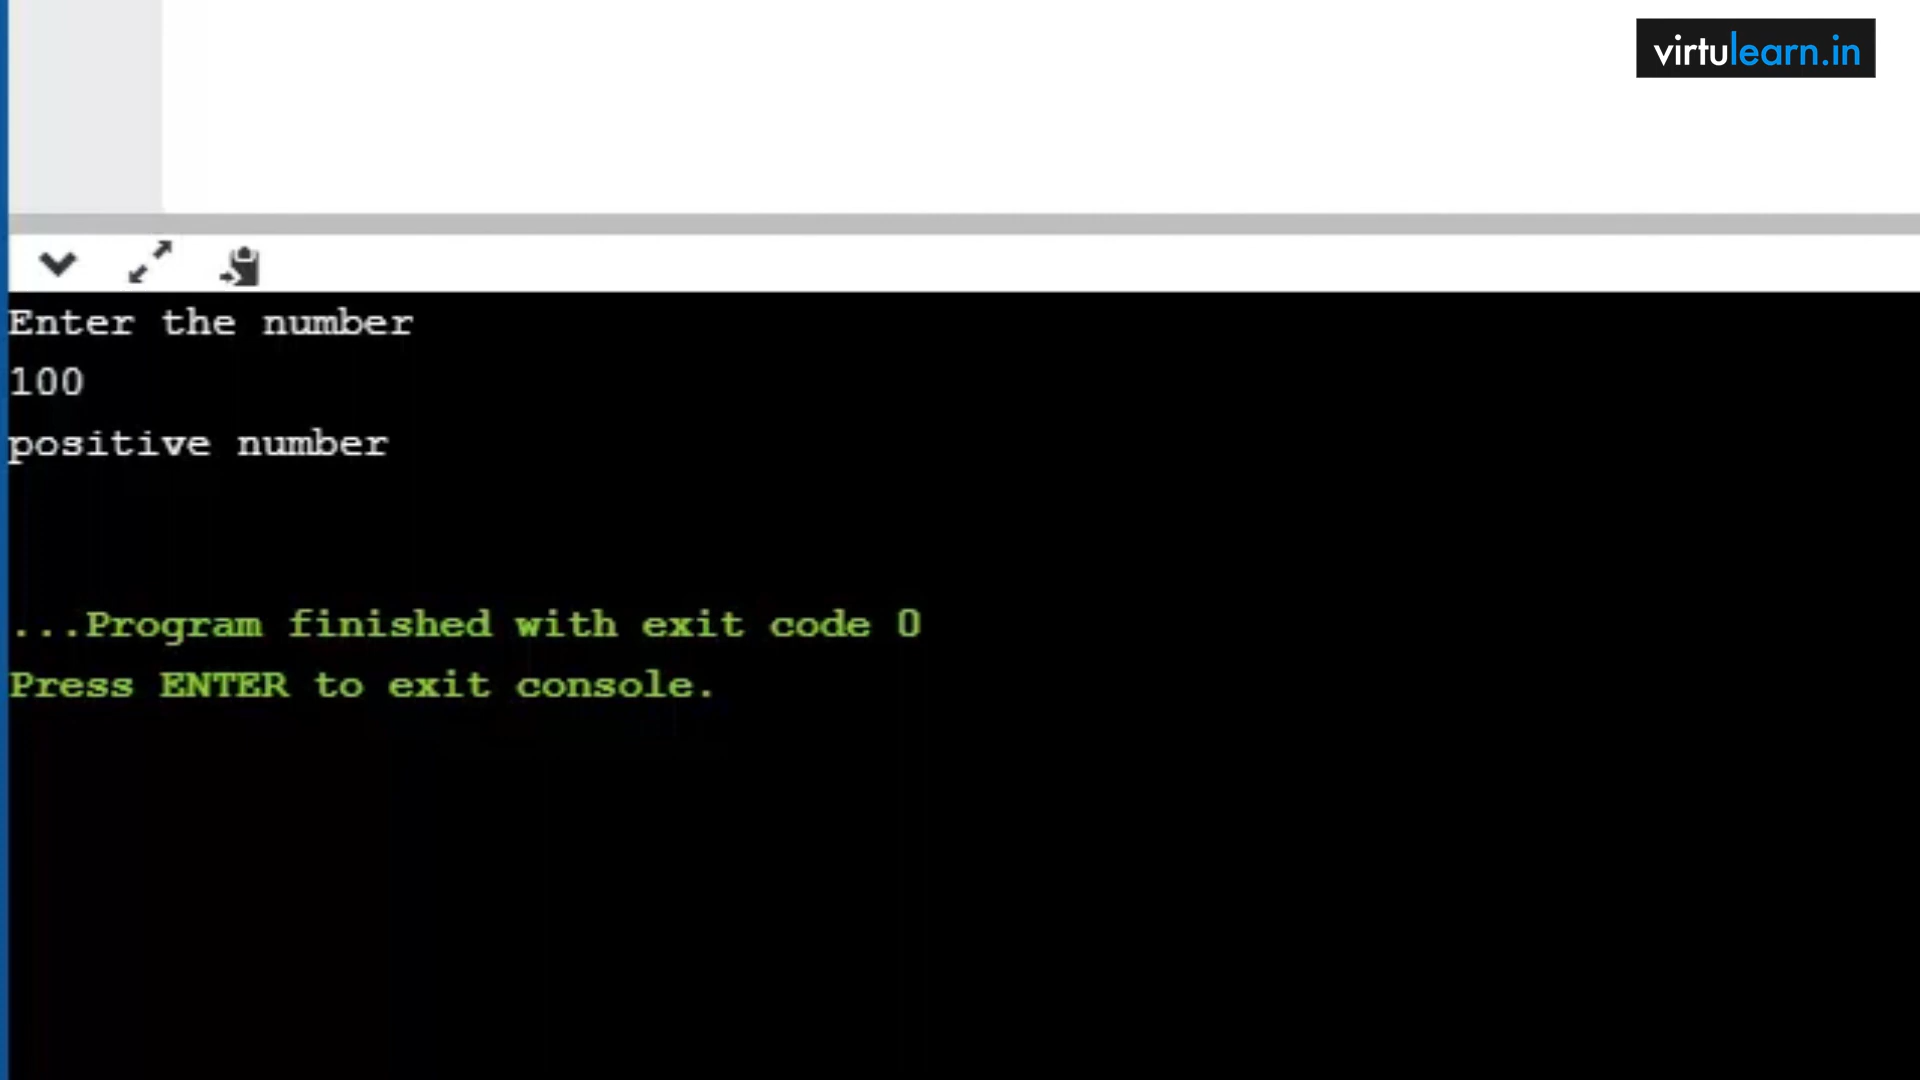 virtulearn.in
Enter the number
100
positive number
...Program finished with exit code 0
Press ENTER to exit console.